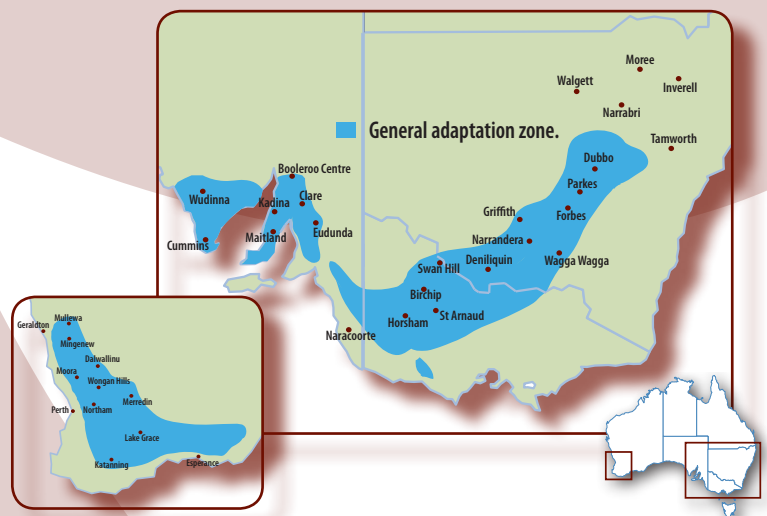 Moree
Walgett
Inverell
Narrabri
General adaptation zone.
Tamworth
Dubbo
Booleroo Centre
Parkes
Wudinna
Clare
Kadina
Forbes
Griffith
Eudunda
Maitland
Narrandera
Cummins
Deniliquin
Wagga Wagga
Swan Hill
Birchip
St Arnaud
Horsham
Naracoorte
Mullewa
Geraldton
Mingenew
Dalwallinu
Moora
Wongan Hills
Merredin
Perth
Northam
Lake Grace
Katanning
Esperance